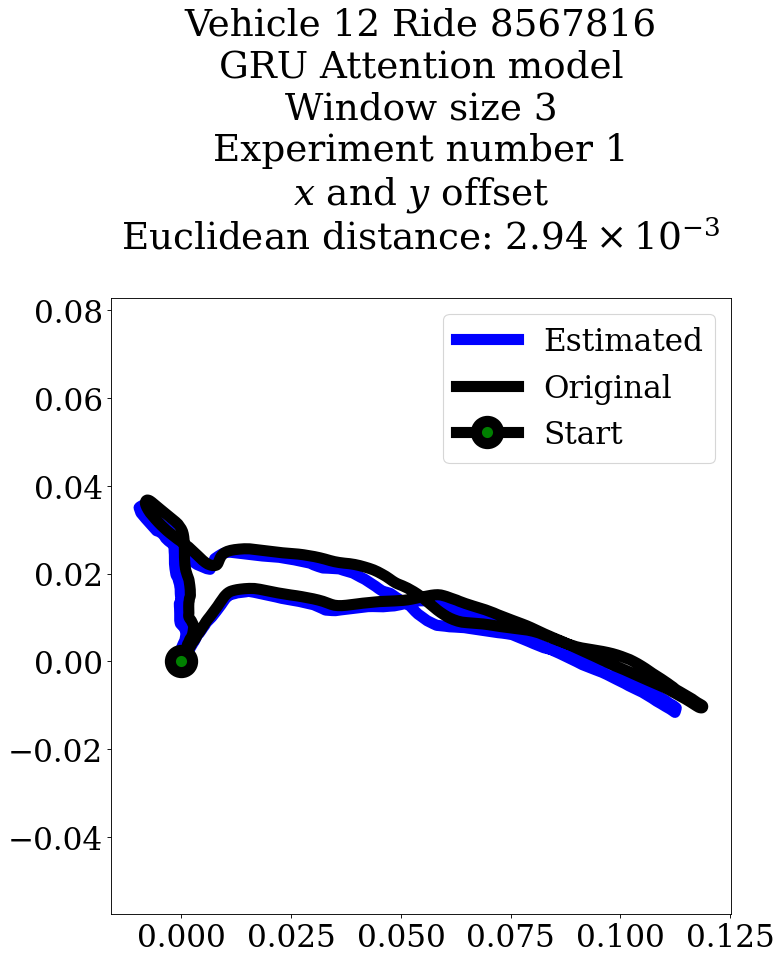 Vehicle 12 Ride 8567816
GRU Attention model
Window size 3
Experiment number 1
x and y offset
Euclidean distance: 2.94 × 10⁻³
0.08
0.06
0.04
0.02
0.00
−0.02
−0.04
Estimated
Original
Start
0.000 0.025 0.050 0.075 0.100 0.125